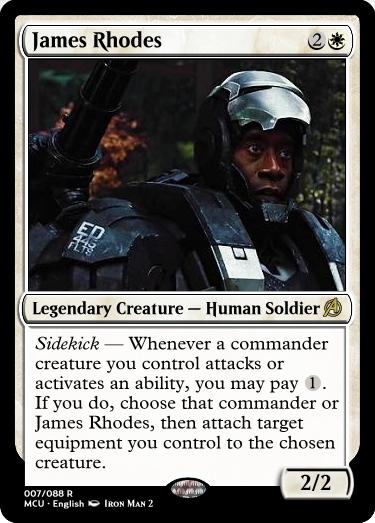 James Rhodes
2
ED
Legendary Creature — Human Soldier
Sidekick — Whenever a commander
creature you control attacks or
activates an ability, you may pay 1.
If you do, choose that commander or
James Rhodes, then attach target
equipment you control to the chosen
creature.
2/2
007/088 R
MCU • English Iron Man 2